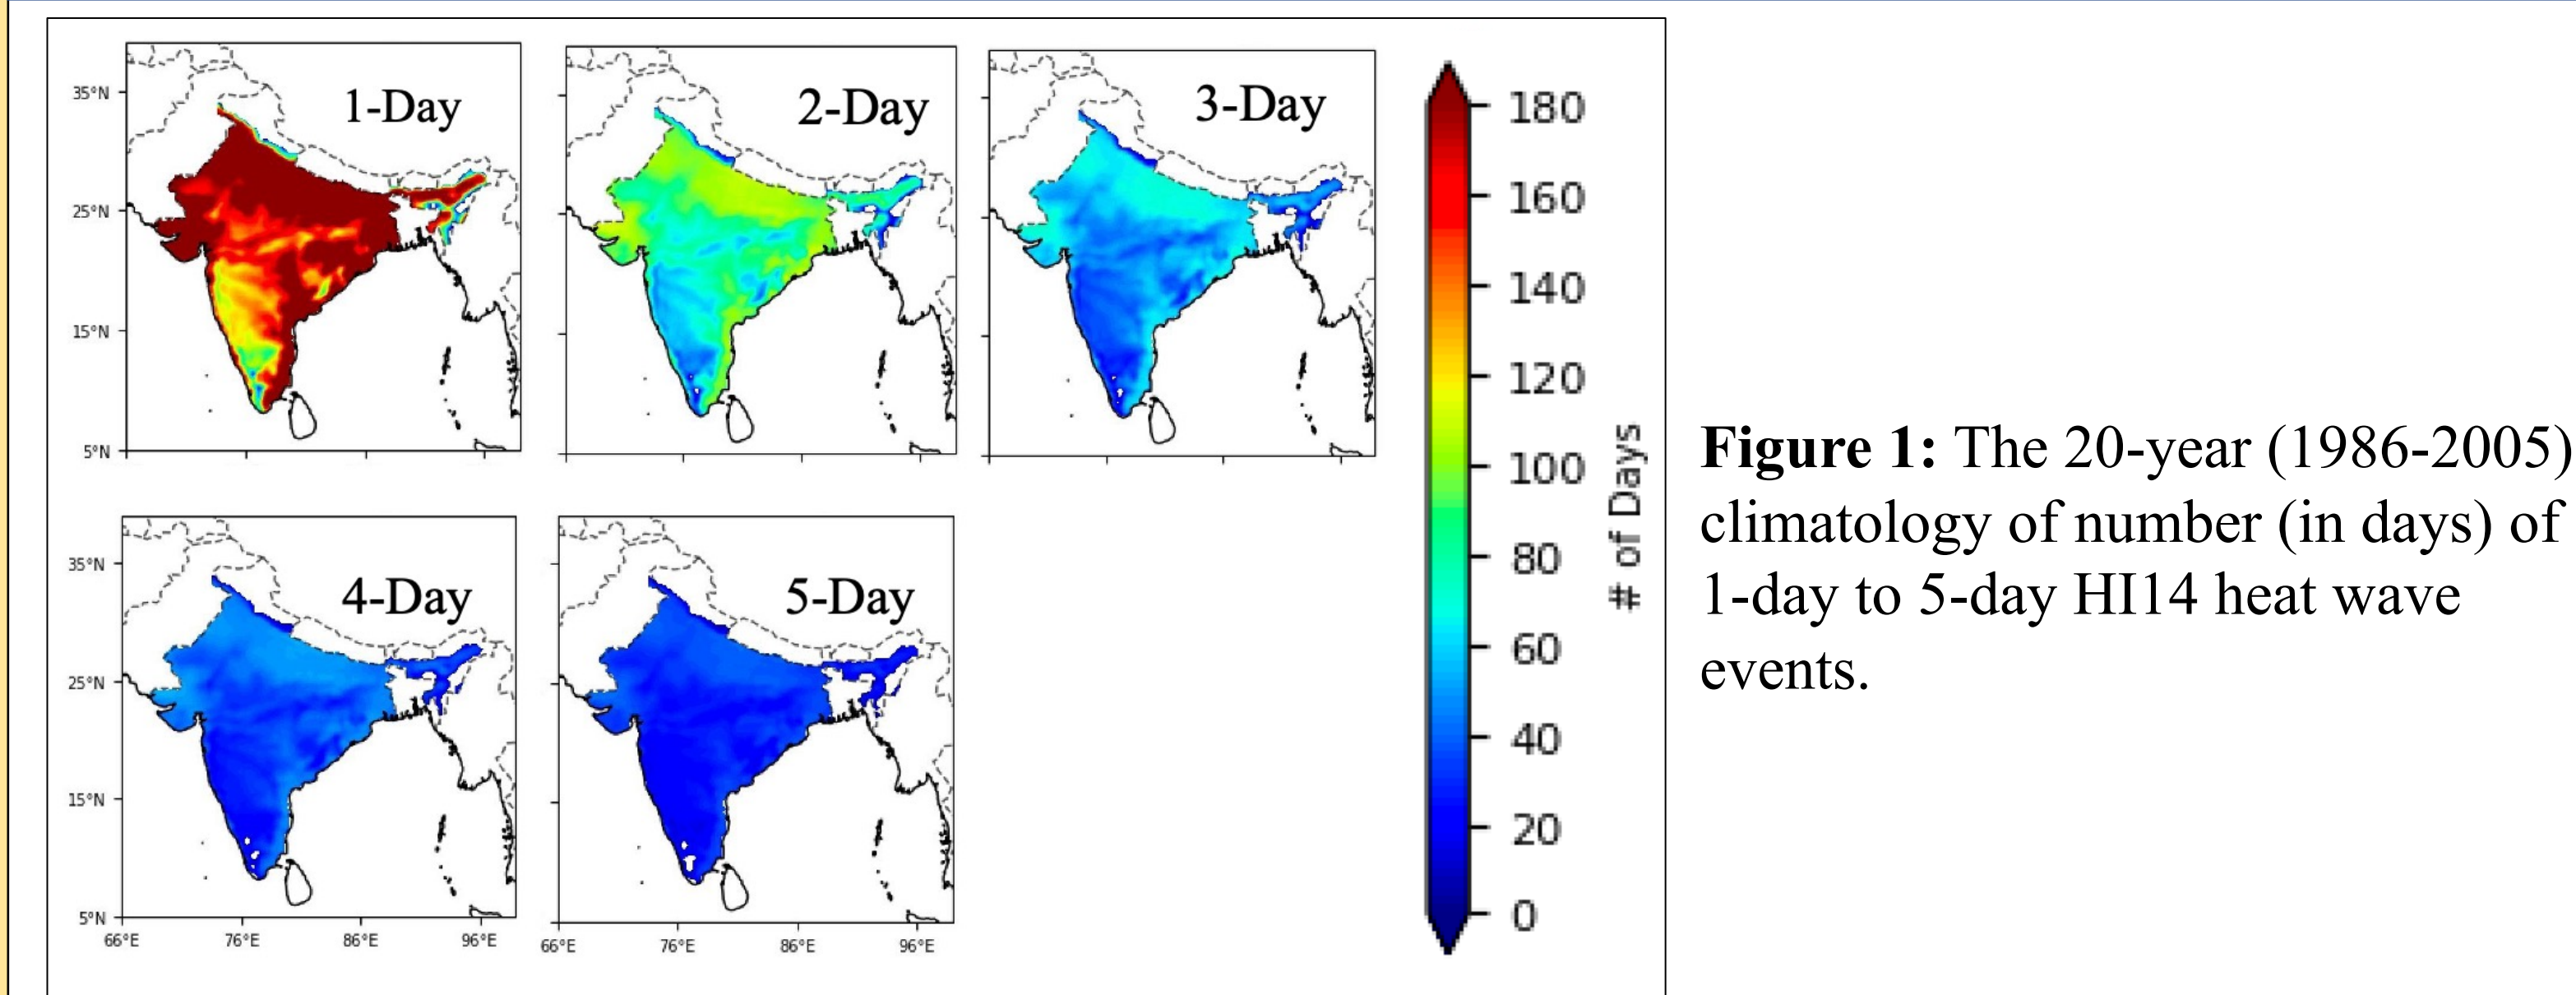 1-Day
2-Day
3-Day
35°N
25°N
15°N
5°N
4-Day
5-Day
35°N
25°N
15°N
5°N
66°E 76°E 86°E 96°E
66°E 76°E 86°E 96°E
180
160
140
120
100
80
60
40
20
0
# of Days
Figure 1: The 20-year (1986-2005)
climatology of number (in days) of
1-day to 5-day HI14 heat wave
events.